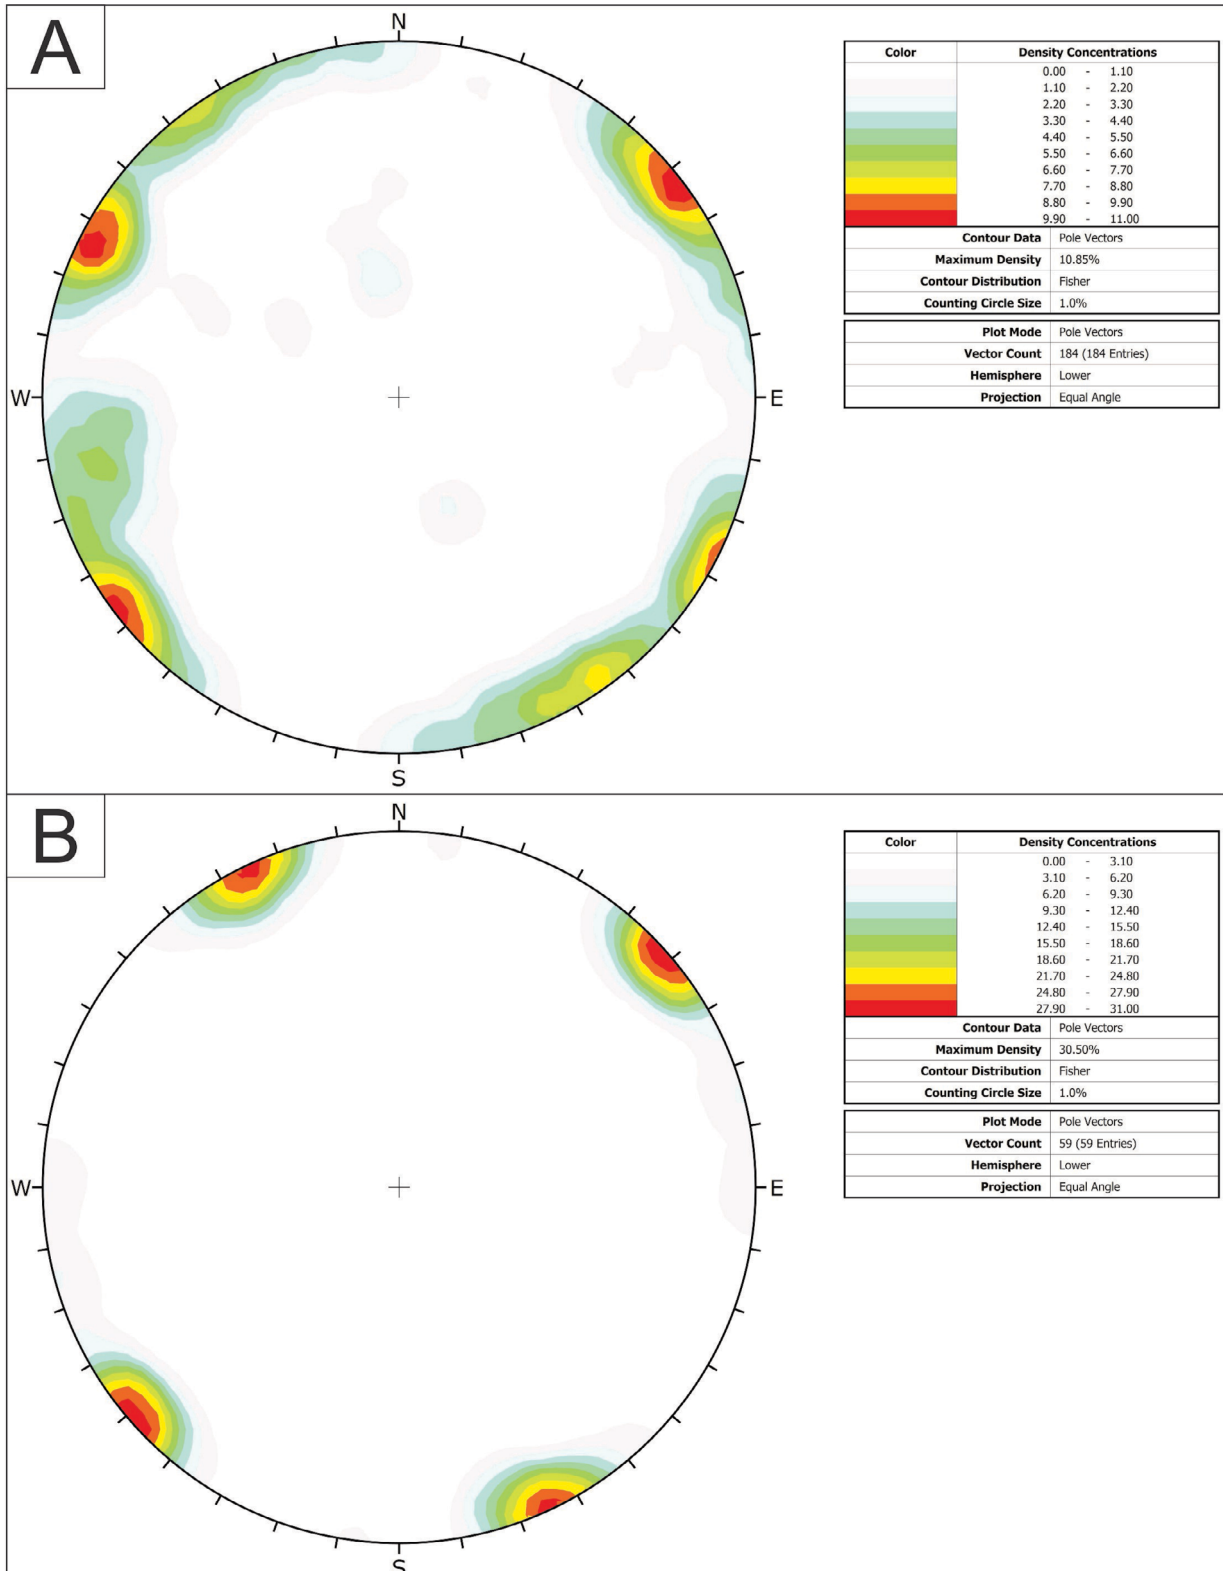 A
N
W
E
S
Color Density Concentrations
0.00 - 1.10
1.10 - 2.20
2.20 - 3.30
3.30 - 4.40
4.40 - 5.50
5.50 - 6.60
6.60 - 7.70
7.70 - 8.80
8.80 - 9.90
9.90 - 11.00
Contour Data Pole Vectors
Maximum Density 10.85%
Contour Distribution Fisher
Counting Circle Size 1.0%
Plot Mode Pole Vectors
Vector Count 184 (184 Entries)
Hemisphere Lower
Projection Equal Angle
B
N
W
E
S
Color Density Concentrations
0.00 - 3.10
3.10 - 6.20
6.20 - 9.30
9.30 - 12.40
12.40 - 15.50
15.50 - 18.60
18.60 - 21.70
21.70 - 24.80
24.80 - 27.90
27.90 - 31.00
Contour Data Pole Vectors
Maximum Density 30.50%
Contour Distribution Fisher
Counting Circle Size 1.0%
Plot Mode Pole Vectors
Vector Count 59 (59 Entries)
Hemisphere Lower
Projection Equal Angle